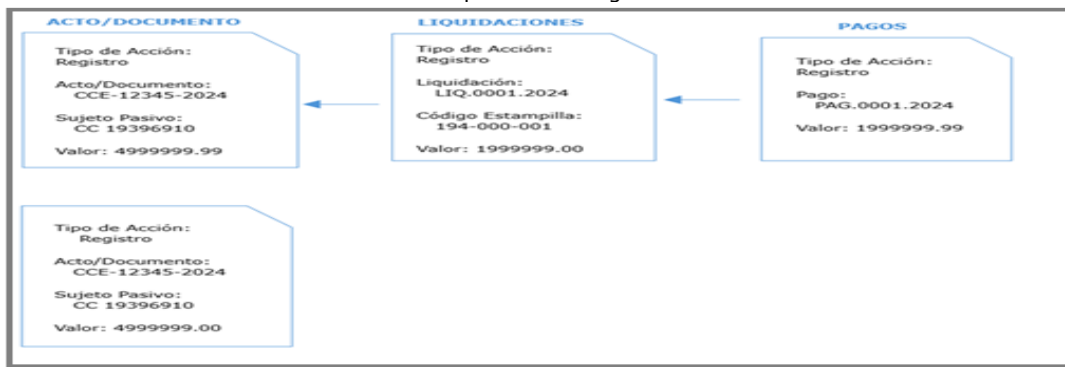 ACTO/DOCUMENTO
Tipo de Acción:
Registro
Acto/Documento:
CCE-12345-2024
Sujeto Pasivo:
CC 19396910
Valor: 4999999.99
LIQUIDACIONES
Tipo de Acción:
Registro
Liquidación:
LIQ.0001.2024
Código Estampilla:
194-000-001
Valor: 1999999.00
PAGOS
Tipo de Acción:
Registro
Pago:
PAG.0001.2024
Valor: 1999999.99
Tipo de Acción:
Registro
Acto/Documento:
CCE-12345-2024
Sujeto Pasivo:
CC 19396910
Valor: 4999999.00